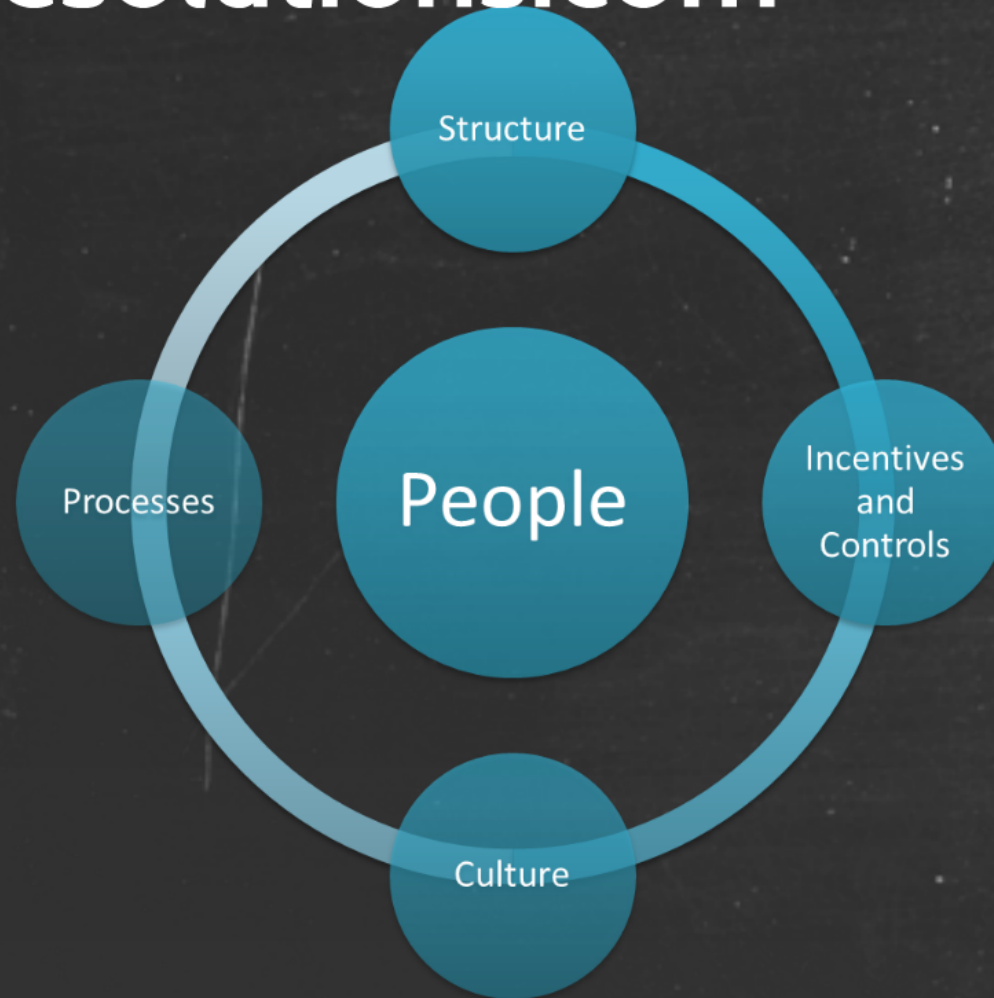 Structure
Processes
People
Incentives
and
Controls
Culture